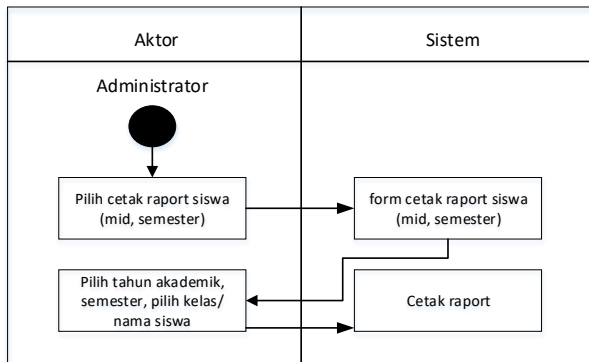 Aktor
Sistem
Administrator
Pilih cetak raport siswa
(mid, semester)
form cetak raport siswa
(mid, semester)
Pilih tahun akademik,
semester, pilih kelas/
nama siswa
Cetak raport